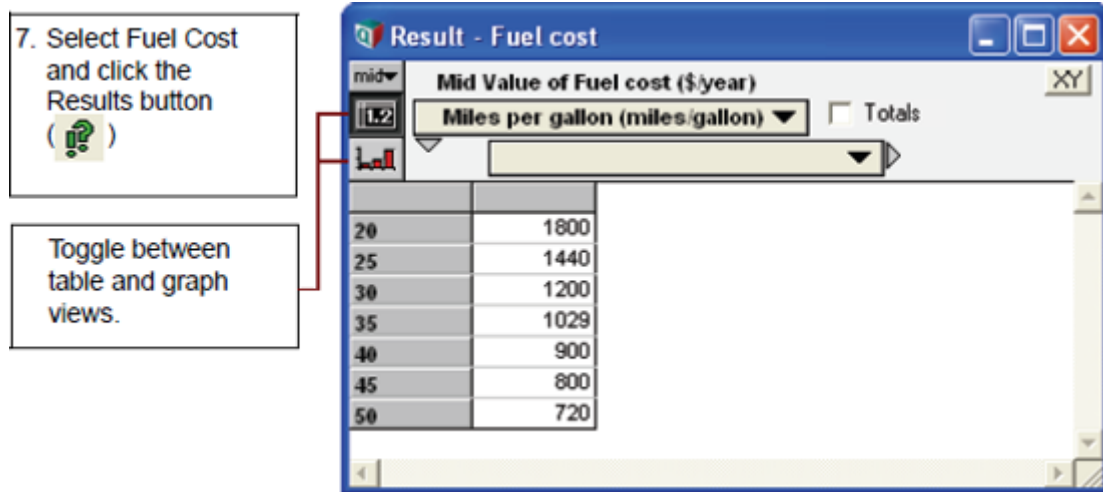 7. Select Fuel Cost
and click the
Results button
( )
Toggle between
table and graph
views.
Result - Fuel cost
mid
Mid Value of Fuel cost ($/year)
XY
1.2
Miles per gallon (miles/gallon)
Totals
20 1800
25 1440
30 1200
35 1029
40 900
45 800
50 720